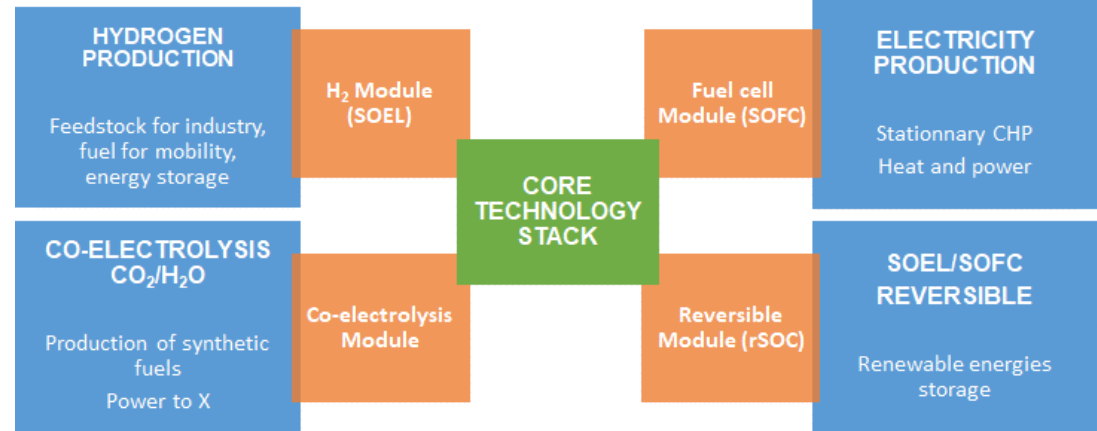 HYDROGEN
PRODUCTION
Feedstock for industry,
fuel for mobility,
energy storage
H₂ Module
(SOEL)
Fuel cell
Module (SOFC)
ELECTRICITY
PRODUCTION
Stationnary CHP
Heat and power
CORE
TECHNOLOGY
STACK
CO-ELECTROLYSIS
CO₂/H₂O
Production of synthetic
fuels
Power to X
Co-electrolysis
Module
Reversible
Module (rSOC)
SOEL/SOFC
REVERSIBLE
Renewable energies
storage